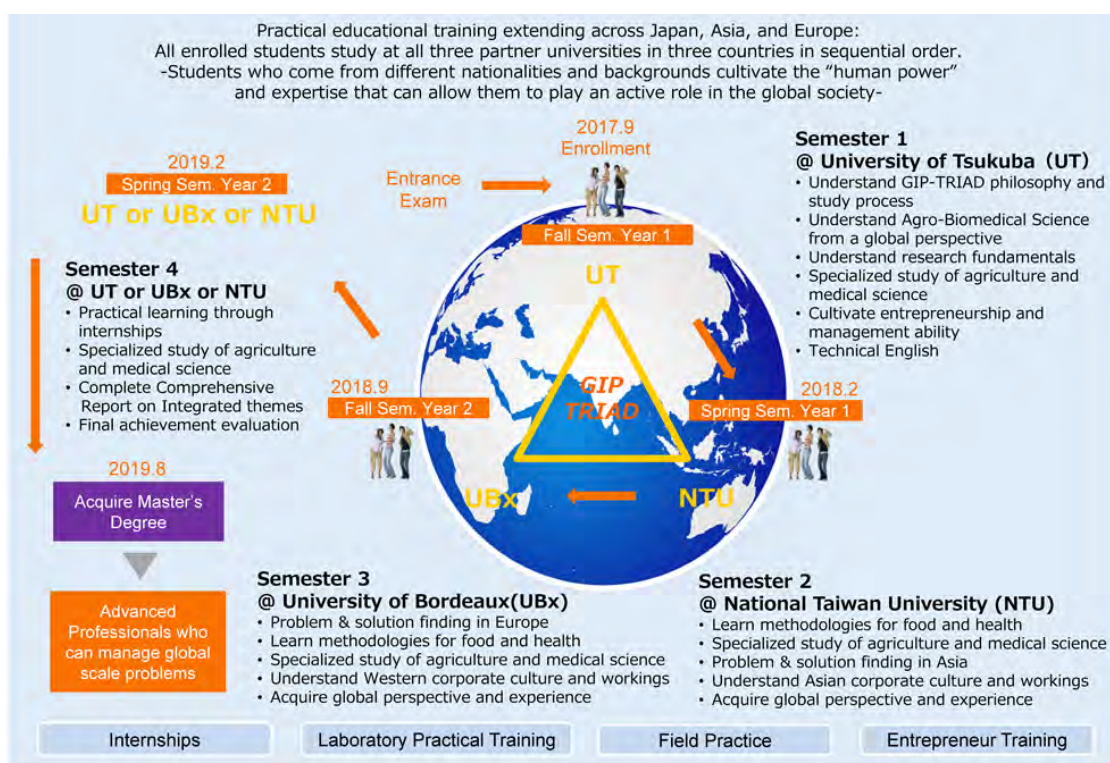 Practical educational training extending across Japan, Asia, and Europe:
All enrolled students study at all three partner universities in three countries in sequential order.
-Students who come from different nationalities and backgrounds cultivate the “human power”
and expertise that can allow them to play an active role in the global society-
2017.9
Enrollment
Entrance
Exam
Fall Sem. Year 1
UT
Semester 1
@ University of Tsukuba（UT）
• Understand GIP-TRIAD philosophy and
study process
• Understand Agro-Biomedical Science
from a global perspective
• Understand research fundamentals
• Specialized study of agriculture and
medical science
• Cultivate entrepreneurship and
management ability
• Technical English
2019.2
Spring Sem. Year 2
UT or UBx or NTU
Semester 4
@ UT or UBx or NTU
• Practical learning through
internships
• Specialized study of agriculture
and medical science
• Complete Comprehensive
Report on Integrated themes
• Final achievement evaluation
2018.9
Fall Sem. Year 2
GIP
TRIAD
2018.2
Spring Sem. Year 1
UBx
NTU
2019.8
Acquire Master’s
Degree
Advanced
Professionals who
can manage global
scale problems
Semester 3
@ University of Bordeaux(UBx)
• Problem & solution finding in Europe
• Learn methodologies for food and health
• Specialized study of agriculture and medical science
• Understand Western corporate culture and workings
• Acquire global perspective and experience
Semester 2
@ National Taiwan University (NTU)
• Learn methodologies for food and health
• Specialized study of agriculture and medical science
• Problem & solution finding in Asia
• Understand Asian corporate culture and workings
• Acquire global perspective and experience
Internships
Laboratory Practical Training
Field Practice
Entrepreneur Training